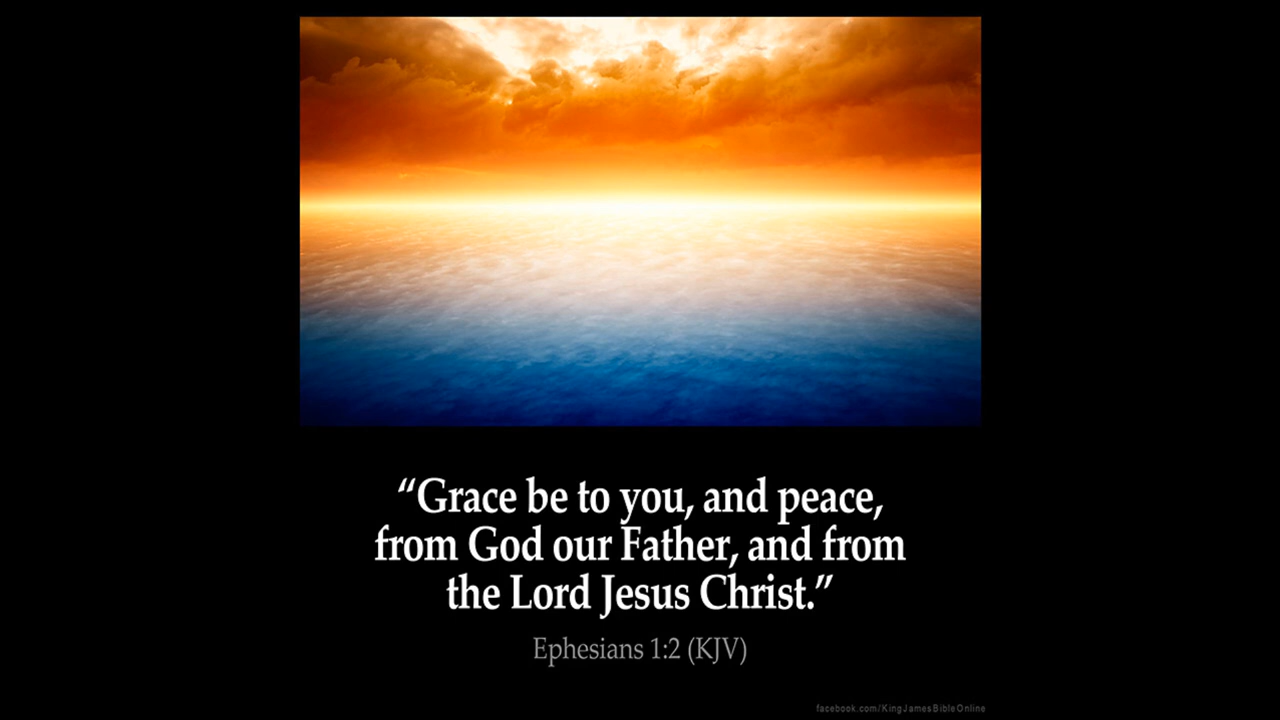 “Grace be to you, and peace,
from God our Father, and from
the Lord Jesus Christ.”
Ephesians 1:2 (KJV)
facebook.com/KingJamesBibleOnline